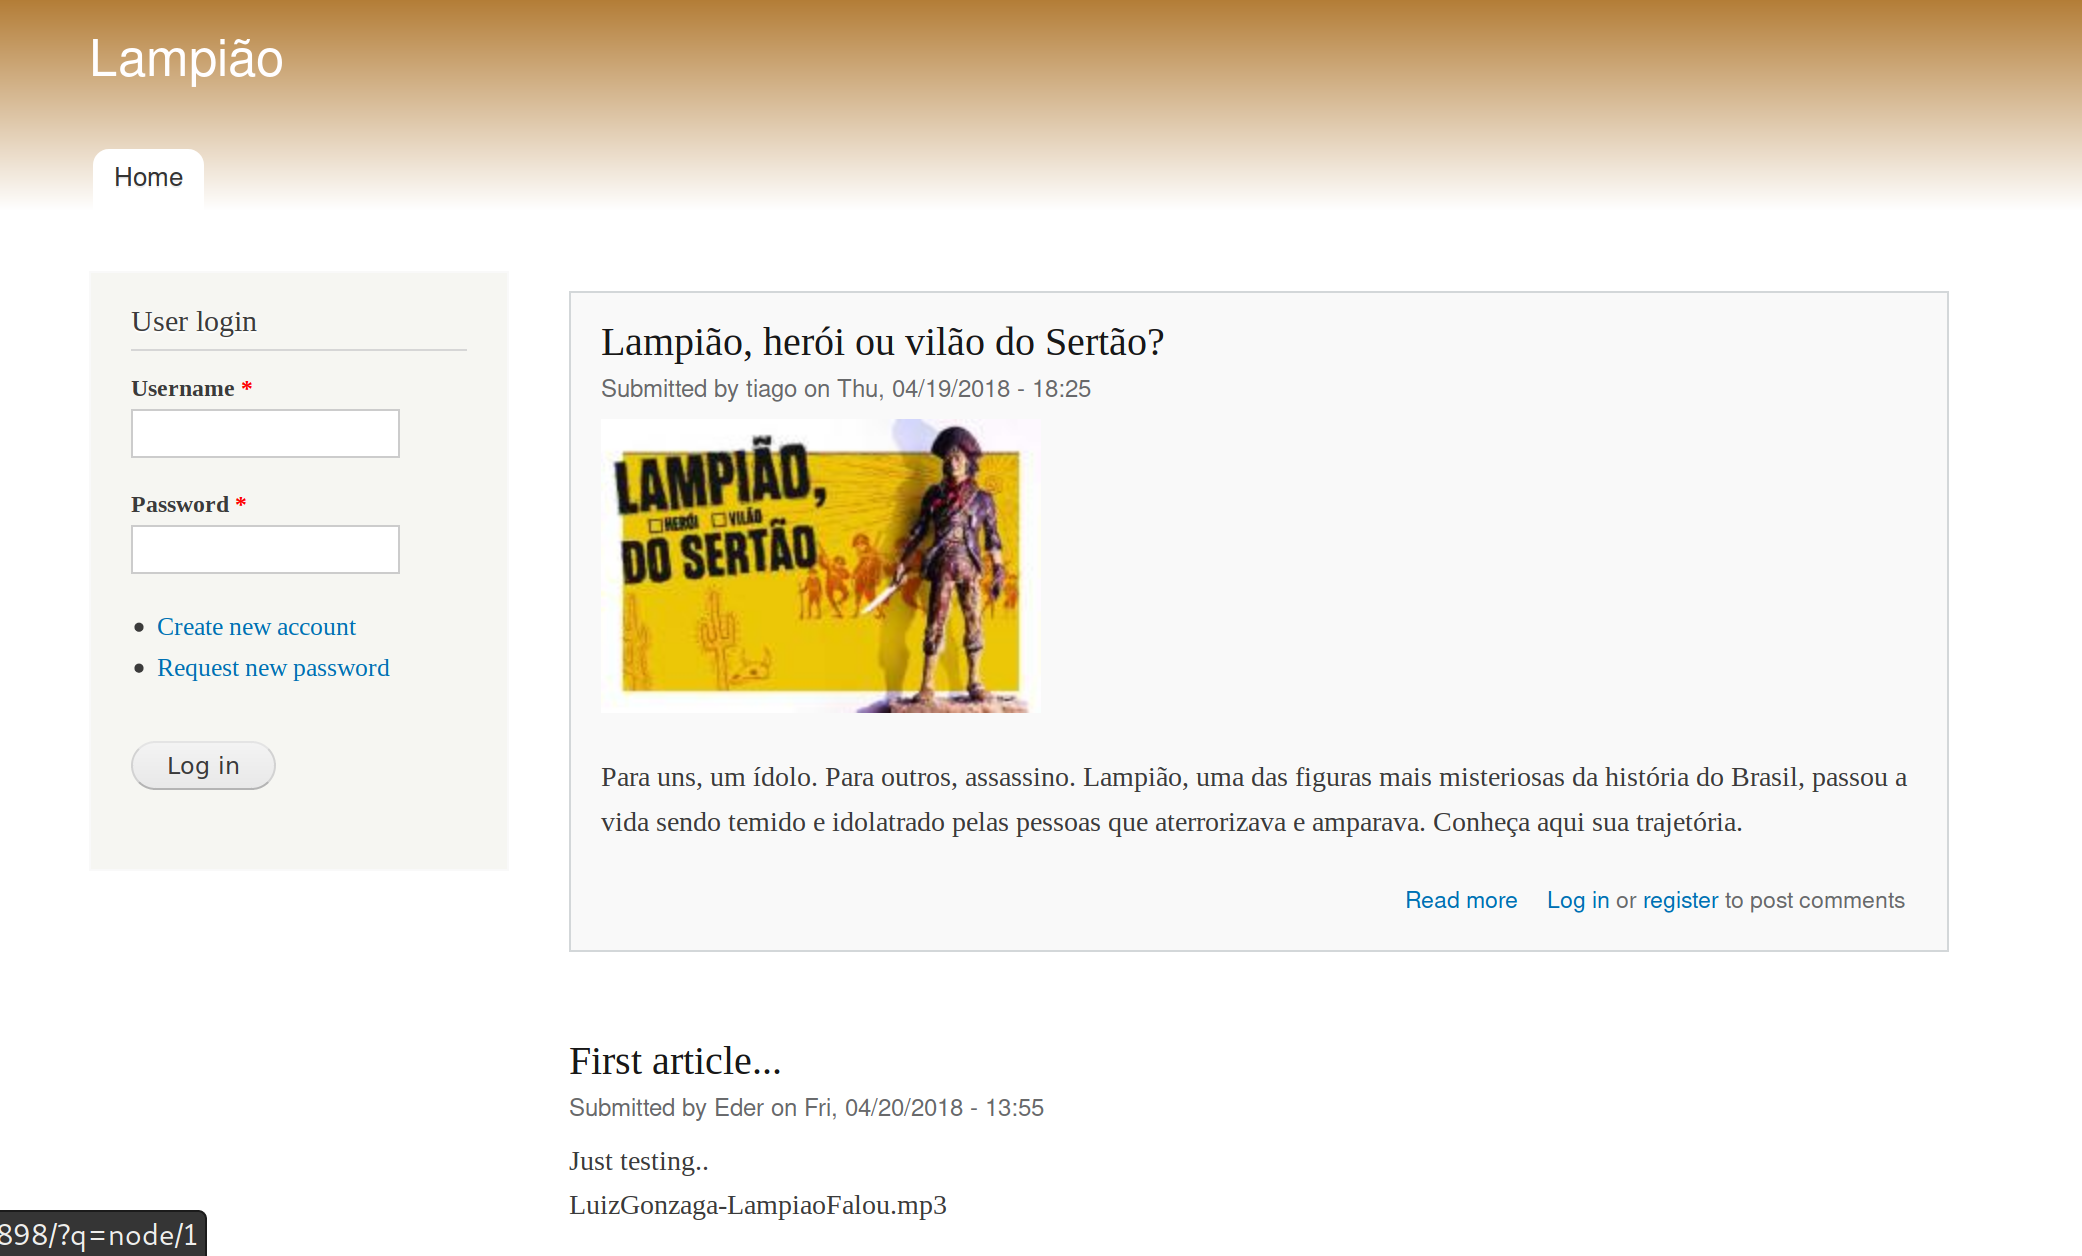 Lampião
Home
User login
Username *
Password *
Create new account
Request new password
Log in
Lampião, herói ou vilão do Sertão?
Submitted by tiago on Thu, 04/19/2018 - 18:25
LAMPIÃO,
HERÓI VILÃO
DO SERTÃO
Para uns, um ídolo. Para outros, assassino. Lampião, uma das figuras mais misteriosas da história do Brasil, passou a
vida sendo temido e idolatrado pelas pessoas que aterrorizava e amparava. Conheça aqui sua trajetória.
Read more Log in or register to post comments
First article...
Submitted by Eder on Fri, 04/20/2018 - 13:55
Just testing..
LuizGonzaga-LampiaoFalou.mp3
898/?q=node/1